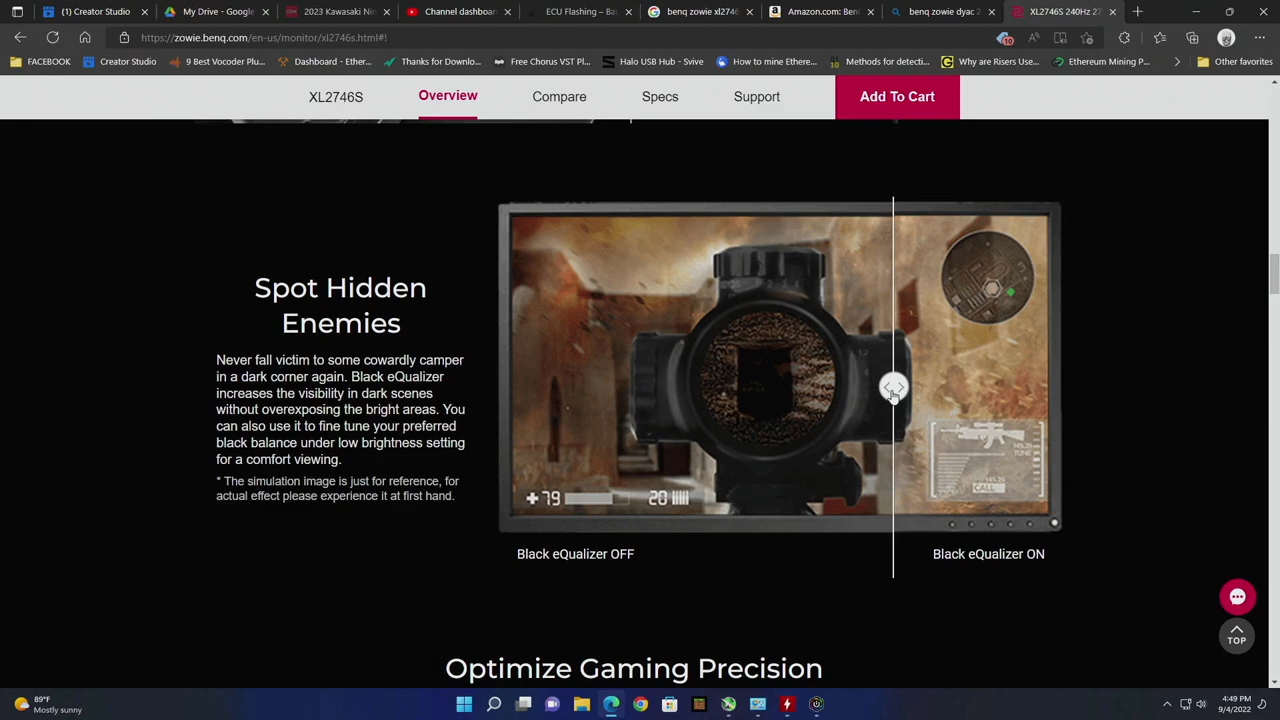 (1) Creator Studio
My Drive - Google
2023 Kawasaki Nin
Channel dashboard
ECU Flashing – Ba
benq zowie xl2746
Amazon.com: Ben
benq zowie dyac 2
XL2746S 240Hz 27
https://zowie.benq.com/en-us/monitor/xl2746s.html#!
10
FACEBOOK
Creator Studio
9 Best Vocoder Plu...
Dashboard - Ether...
Thanks for Downlo...
Free Chorus VST Pl...
Halo USB Hub - Svive
How to mine Ether...
Methods for detecti...
Why are Risers Use...
Ethereum Mining P...
Other favorites
XL2746S
Overview
Compare
Specs
Support
Add To Cart
Spot Hidden
Enemies
Never fall victim to some cowardly camper
in a dark corner again. Black eQualizer
increases the visibility in dark scenes
without overexposing the bright areas. You
can also use it to fine tune your preferred
black balance under low brightness setting
for a comfort viewing.
* The simulation image is just for reference, for
actual effect please experience it at first hand.
79
20
CALL
Black eQualizer OFF
Black eQualizer ON
TOP
Optimize Gaming Precision
89°F
Mostly sunny
4:49 PM
9/4/2022